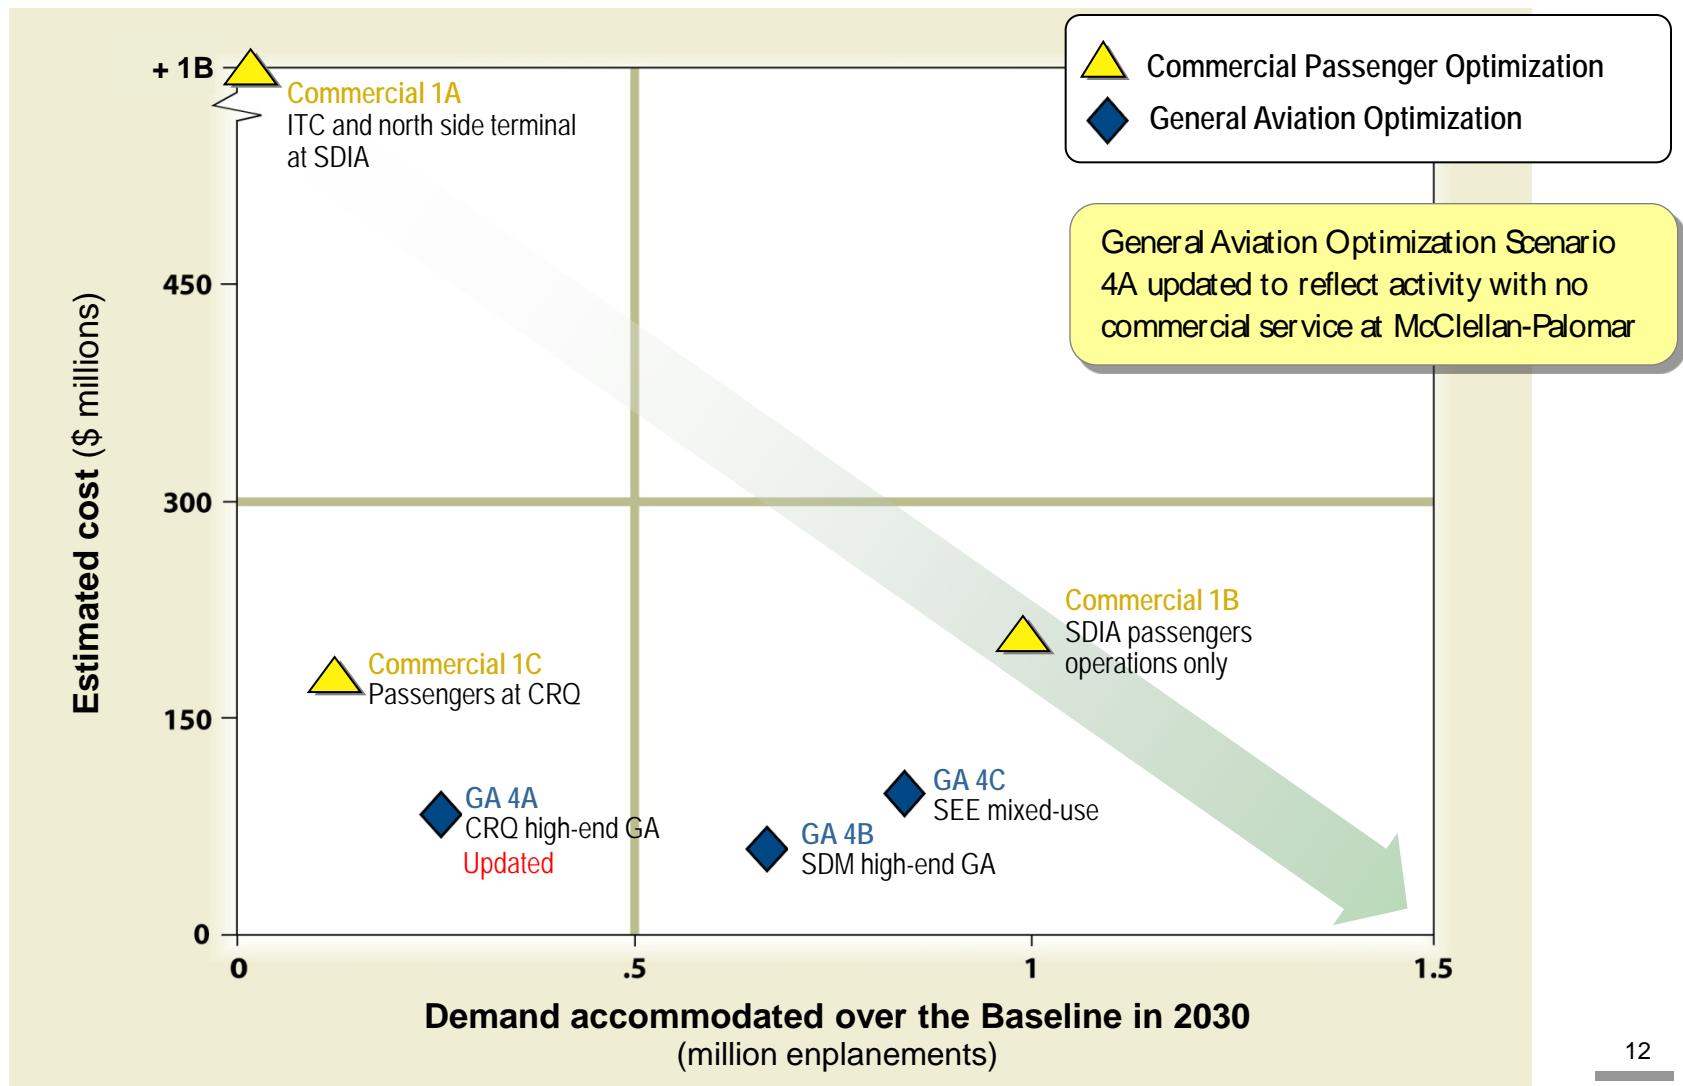 Commercial Passenger Optimization
General Aviation Optimization
General Aviation Optimization Scenario
4A updated to reflect activity with no
commercial service at McClellan-Palomar
+ 1B
450
300
150
0
Estimated cost ($ millions)
Commercial 1A
ITC and north side terminal
at SDIA
Commercial 1B
SDIA passengers
operations only
Commercial 1C
Passengers at CRQ
GA 4A
CRQ high-end GA
Updated
GA 4C
SEE mixed-use
GA 4B
SDM high-end GA
0
.5
1
1.5
Demand accommodated over the Baseline in 2030
(million enplanements)
12